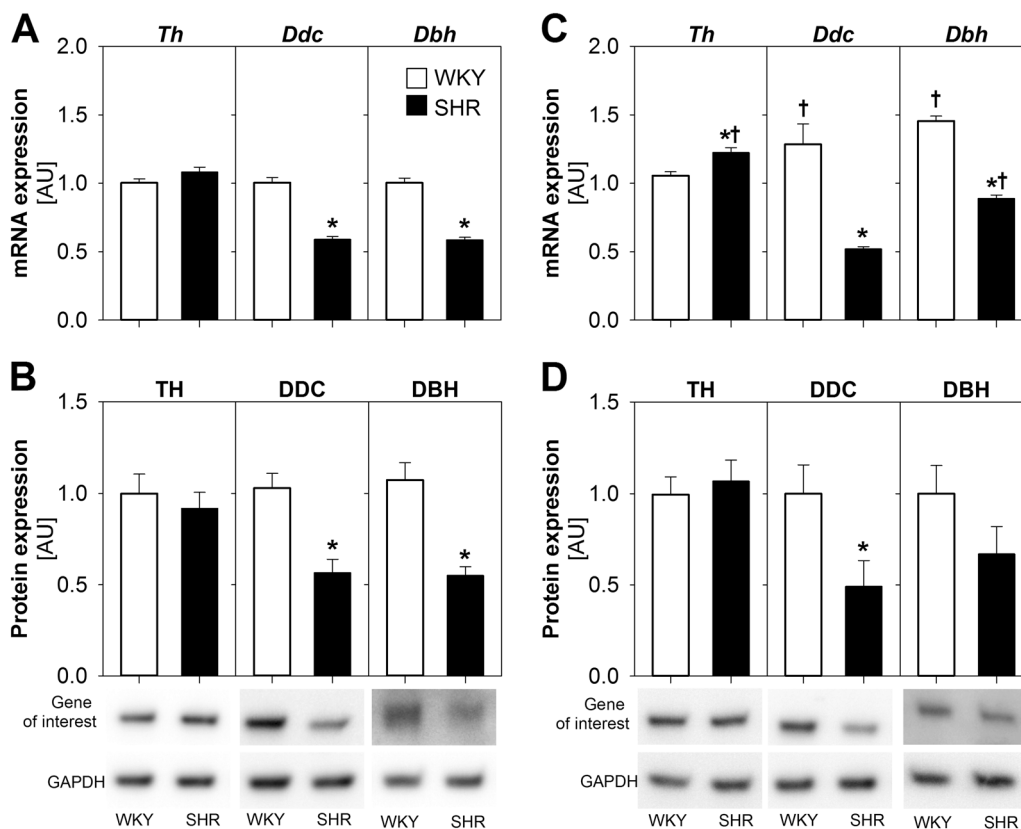 A
Th Ddc Dbh
2.0
1.5
1.0
0.5
0.0
mRNA expression
[AU]
WKY
SHR
*
*
B
TH DDC DBH
1.5
1.0
0.5
0.0
Protein expression
[AU]
*
*
Gene
of interest
GAPDH
WKY SHR WKY SHR WKY SHR
C
Th Ddc Dbh
2.0
1.5
1.0
0.5
0.0
mRNA expression
[AU]
*†
†
*
†
*†
D
TH DDC DBH
1.5
1.0
0.5
0.0
Protein expression
[AU]
*
Gene
of interest
GAPDH
WKY SHR WKY SHR WKY SHR